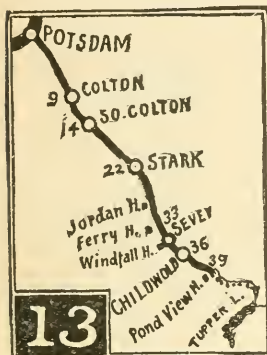 POTSDAM
9 COLTON
14 SO. COLTON
22 STARK
Jordan H.
33
Ferry H.
SEVEY
Windfall H.
36
CHILDWOLD
39
Pond View H.
TUPPER L.
13